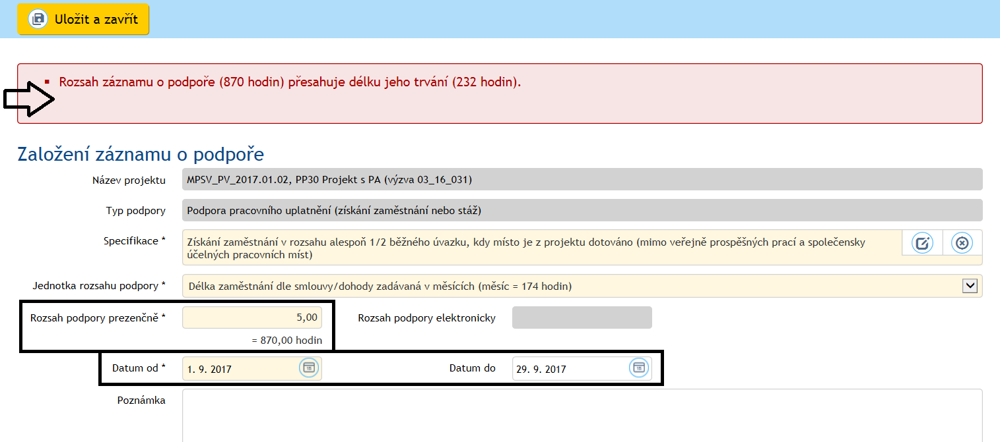 Uložit a zavřít
Rozsah záznamu o podpoře (870 hodin) přesahuje délku jeho trvání (232 hodin).
Založení záznamu o podpoře
Název projektu MPSV_PV_2017.01.02, PP30 Projekt s PA (výzva 03_16_031)
Typ podpory Podpora pracovního uplatnění (získání zaměstnání nebo stáž)
Specifikace * Získání zaměstnání v rozsahu alespoň 1/2 běžného úvazku, kdy místo je z projektu dotováno (mimo veřejně prospěšných prací a společensky
účelných pracovních míst)
Jednotka rozsahu podpory * Délka zaměstnání dle smlouvy/dohody zadávaná v měsících (měsíc = 174 hodin)
Rozsah podpory prezenčně * 5,00 Rozsah podpory elektronicky
= 870,00 hodin
Datum od * 1. 9. 2017 Datum do 29. 9. 2017
Poznámka